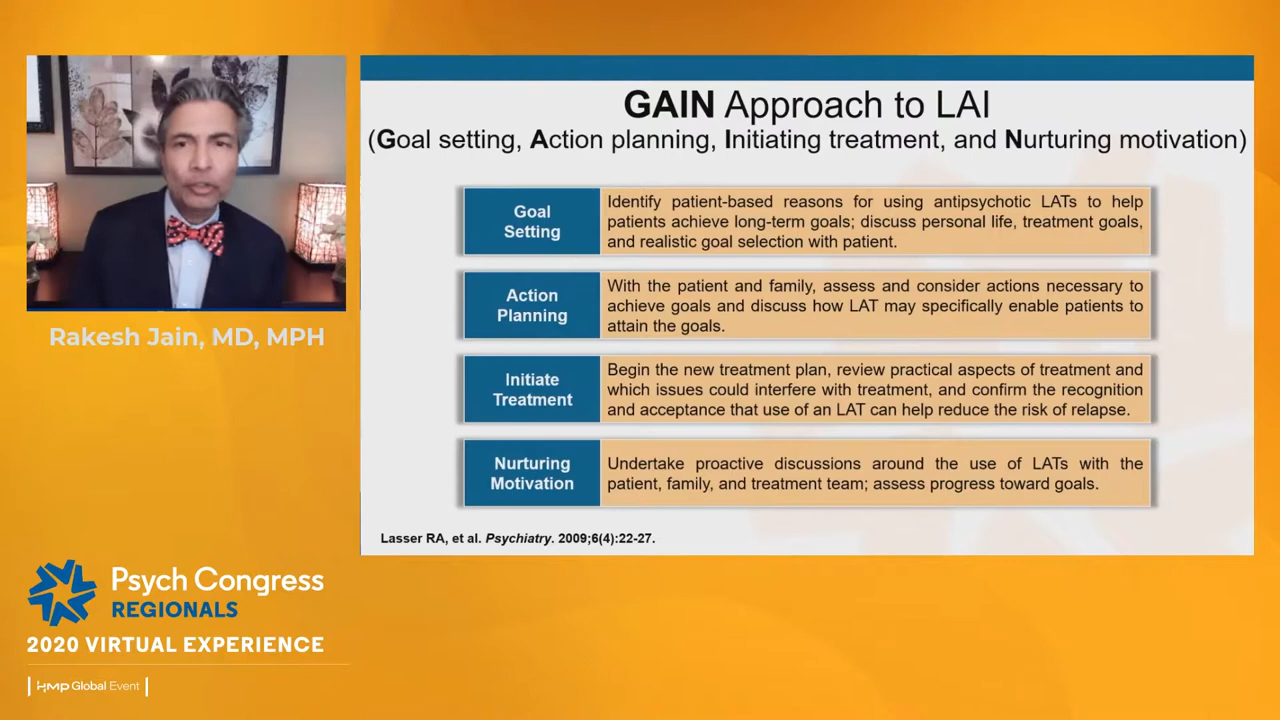 Rakesh Jain, MD, MPH
GAIN Approach to LAI
(Goal setting, Action planning, Initiating treatment, and Nurturing motivation)
Goal
Setting
Identify patient-based reasons for using antipsychotic LATs to help
patients achieve long-term goals; discuss personal life, treatment goals,
and realistic goal selection with patient.
Action
Planning
With the patient and family, assess and consider actions necessary to
achieve goals and discuss how LAT may specifically enable patients to
attain the goals.
Initiate
Treatment
Begin the new treatment plan, review practical aspects of treatment and
which issues could interfere with treatment, and confirm the recognition
and acceptance that use of an LAT can help reduce the risk of relapse.
Nurturing
Motivation
Undertake proactive discussions around the use of LATs with the
patient, family, and treatment team; assess progress toward goals.
Lasser RA, et al. Psychiatry. 2009;6(4):22-27.
Psych Congress
REGIONALS
2020 VIRTUAL EXPERIENCE
HMP Global Event